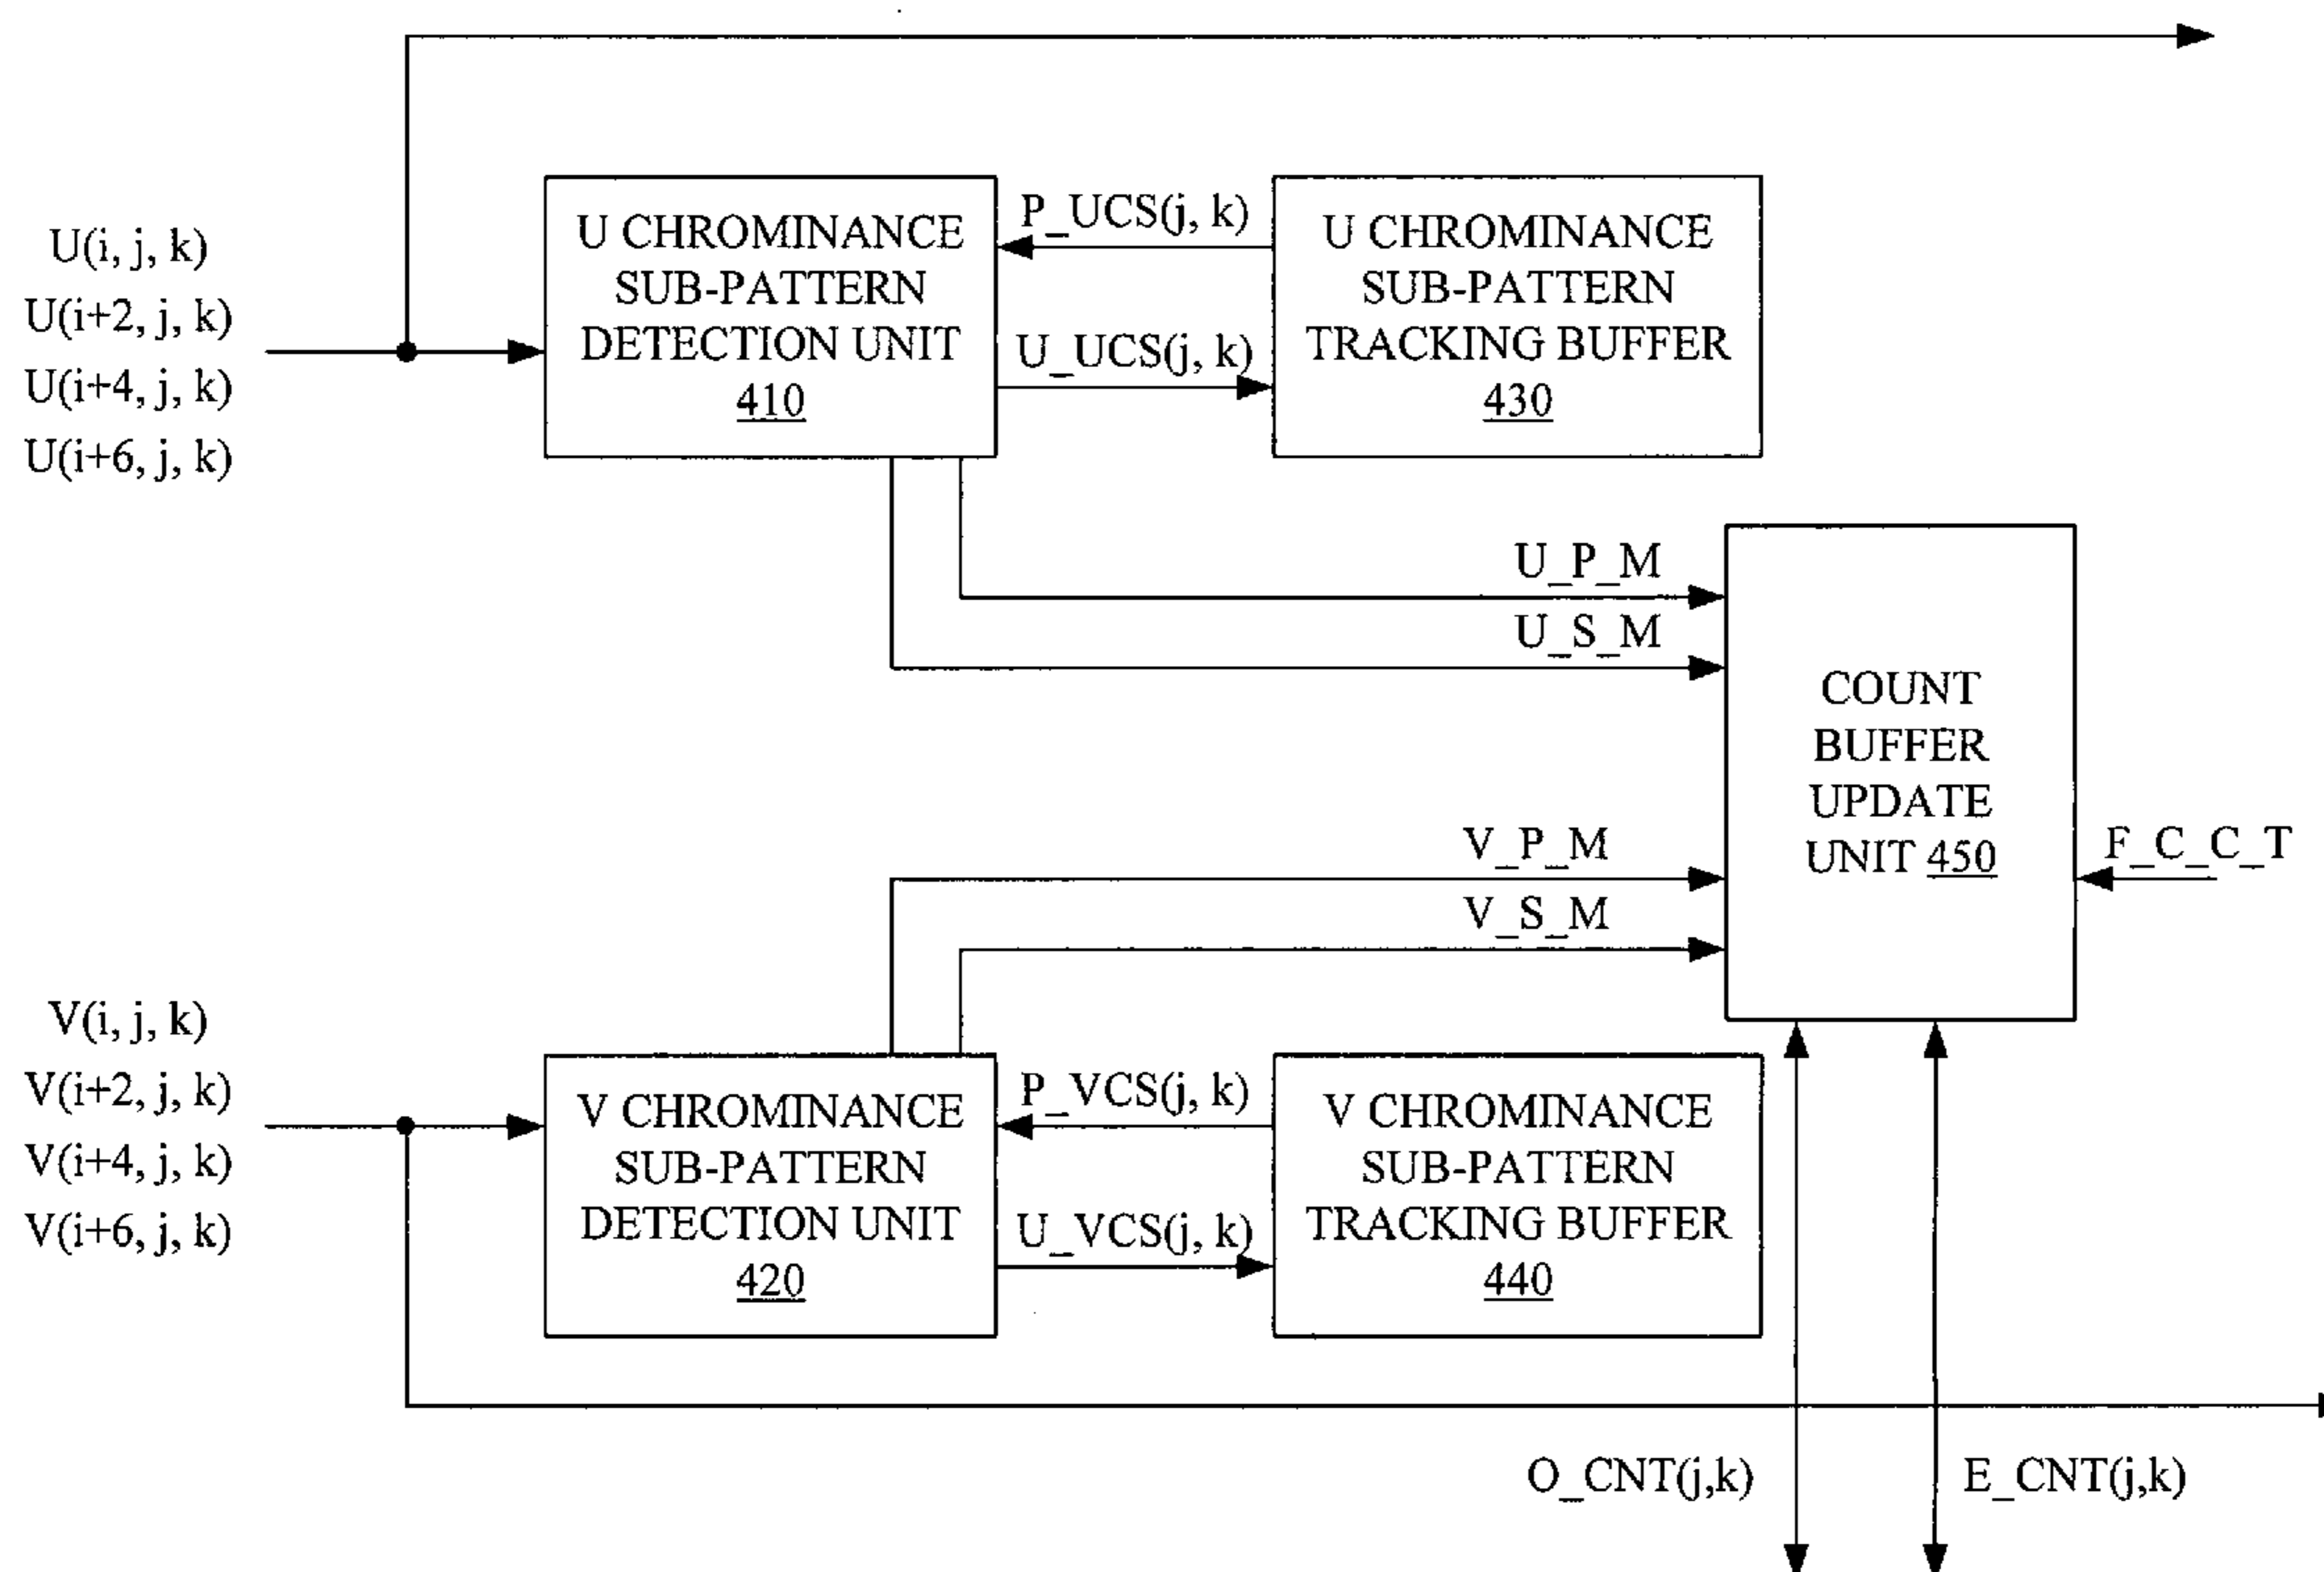 U(i, j, k)
U(i+2, j, k)
U(i+4, j, k)
U(i+6, j, k)
U CHROMINANCE
SUB-PATTERN
DETECTION UNIT
410
P_UCS(j, k)
U_UCS(j, k)
U CHROMINANCE
SUB-PATTERN
TRACKING BUFFER
430
U_P_M
U_S_M
COUNT
BUFFER
UPDATE
UNIT 450
F_C_C_T
V_P_M
V_S_M
V(i, j, k)
V(i+2, j, k)
V(i+4, j, k)
V(i+6, j, k)
V CHROMINANCE
SUB-PATTERN
DETECTION UNIT
420
P_VCS(j, k)
U_VCS(j, k)
V CHROMINANCE
SUB-PATTERN
TRACKING BUFFER
440
O_CNT(j,k)
E_CNT(j,k)